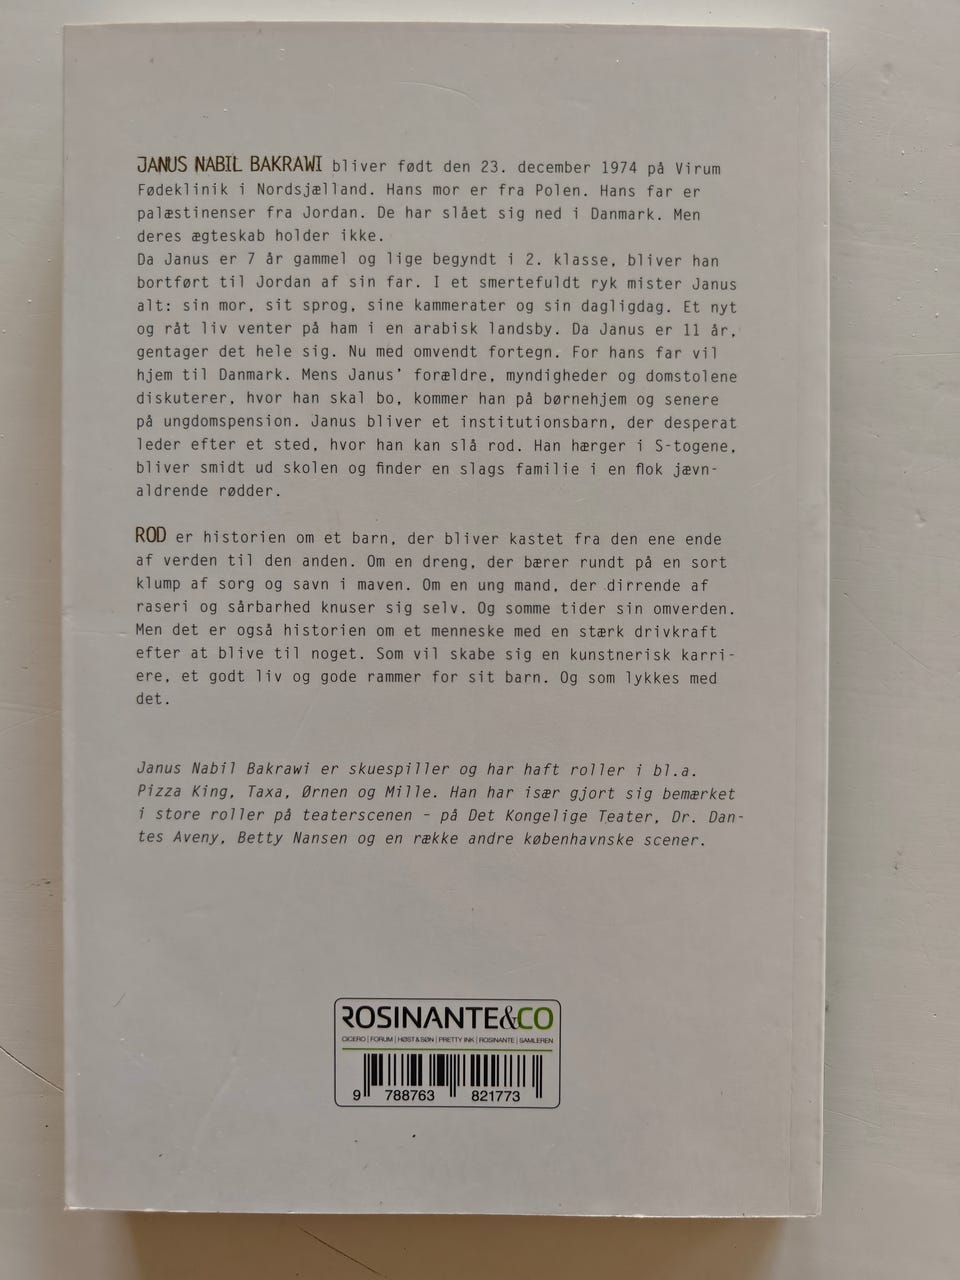 JANUS NABIL BAKRAWI bliver født den 23. december 1974 på Virum
Fødeklinik i Nordsjælland. Hans mor er fra Polen. Hans far er
palæstinenser fra Jordan. De har slået sig ned i Danmark. Men
deres ægteskab holder ikke.
Da Janus er 7 år gammel og lige begyndt i 2. klasse, bliver han
bortført til Jordan af sin far. I et smertefuldt ryk mister Janus
alt: sin mor, sit sprog, sine kammerater og sin dagligdag. Et nyt
og råt liv venter på ham i en arabisk landsby. Da Janus er 11 år,
gentager det hele sig. Nu med omvendt fortegn. For hans far vil
hjem til Danmark. Mens Janus' forældre, myndigheder og domstolene
diskuterer, hvor han skal bo, kommer han på børnehjem og senere
på ungdomspension. Janus bliver et institutionsbarn, der desperat
leder efter et sted, hvor han kan slå rod. Han hærger i S-togene,
bliver smidt ud skolen og finder en slags familie i en flok jævn-
aldrende rødder.
ROD er historien om et barn, der bliver kastet fra den ene ende
af verden til den anden. Om en dreng, der bærer rundt på en sort
klump af sorg og savn i maven. Om en ung mand, der dirrende af
raseri og sårbarhed knuser sig selv. Og somme tider sin omverden.
Men det er også historien om et menneske med en stærk drivkraft
efter at blive til noget. Som vil skabe sig en kunstnerisk karri-
ere, et godt liv og gode rammer for sit barn. Og som lykkes med
det.
Janus Nabil Bakrawi er skuespiller og har haft roller i bl.a.
Pizza King, Taxa, Ørnen og Mille. Han har især gjort sig bemærket
i store roller på teaterscenen – på Det Kongelige Teater, Dr. Dan-
tes Aveny, Betty Nansen og en række andre københavnske scener.
ROSINANTE&CO
CICERO | FORUM | HØST & SØN | PRETTY INK | ROSINANTE | SAMLEREN
9 788763 821773